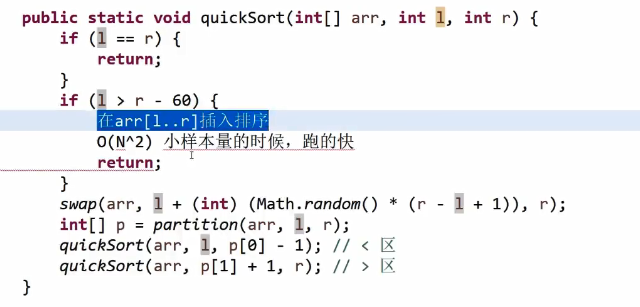 public static void quickSort(int[] arr, int l, int r) {
if (l == r) {
return;
}
if (l > r - 60) {
在arr[l..r]插入排序
O(N^2) 小样本量的时候，跑的快
return;
}
swap(arr, l + (int) (Math.random() * (r - l + 1)), r);
int[] p = partition(arr, l, r);
quickSort(arr, l, p[0] - 1); // < 区
quickSort(arr, p[1] + 1, r); // > 区
}